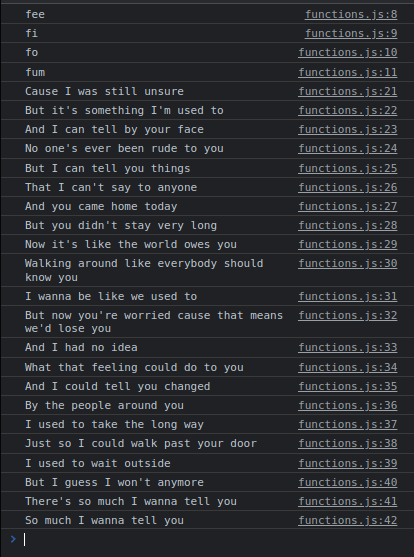 fee functions.js:8
fi functions.js:9
fo functions.js:10
fum functions.js:11
Cause I was still unsure functions.js:21
But it's something I'm used to functions.js:22
And I can tell by your face functions.js:23
No one's ever been rude to you functions.js:24
But I can tell you things functions.js:25
That I can't say to anyone functions.js:26
And you came home today functions.js:27
But you didn't stay very long functions.js:28
Now it's like the world owes you functions.js:29
Walking around like everybody should functions.js:30
know you
I wanna be like we used to functions.js:31
But now you're worried cause that means functions.js:32
we'd lose you
And I had no idea functions.js:33
What that feeling could do to you functions.js:34
And I could tell you changed functions.js:35
By the people around you functions.js:36
I used to take the long way functions.js:37
Just so I could walk past your door functions.js:38
I used to wait outside functions.js:39
But I guess I won't anymore functions.js:40
There's so much I wanna tell you functions.js:41
So much I wanna tell you functions.js:42
>